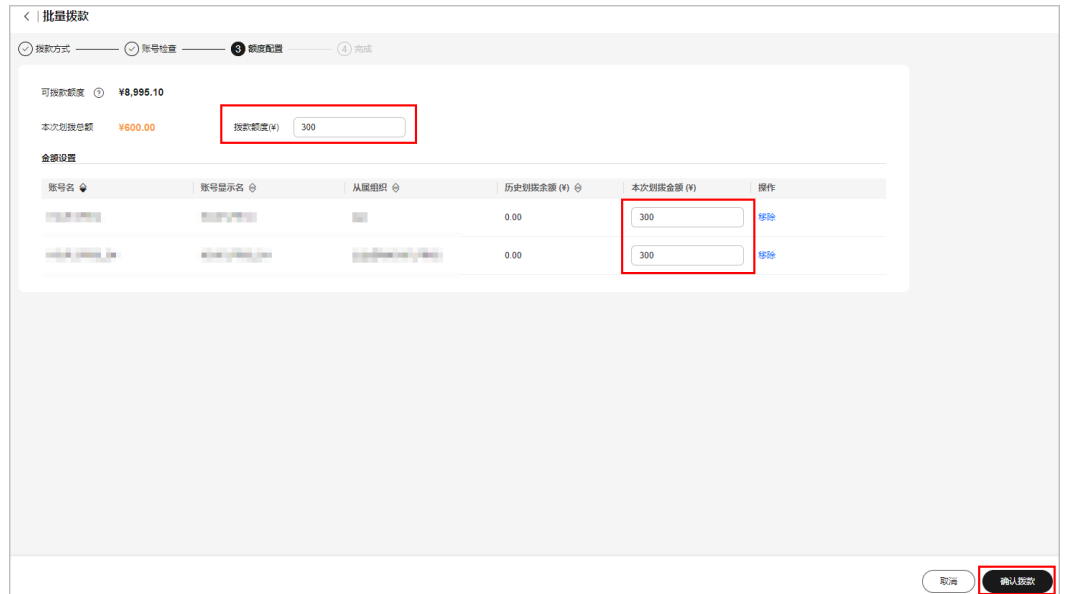 批量拨款
拨款方式 账号检查 3 额度配置 4 完成
可拨款额度 ? ¥8,995.10
本次划拨总额 ¥600.00 拨款额度(¥) 300
金额设置
账号名 账号显示名 从属组织 历史划拨余额 (¥) 本次划拨金额 (¥) 操作
0.00 300 移除
0.00 300 移除
取消 确认拨款